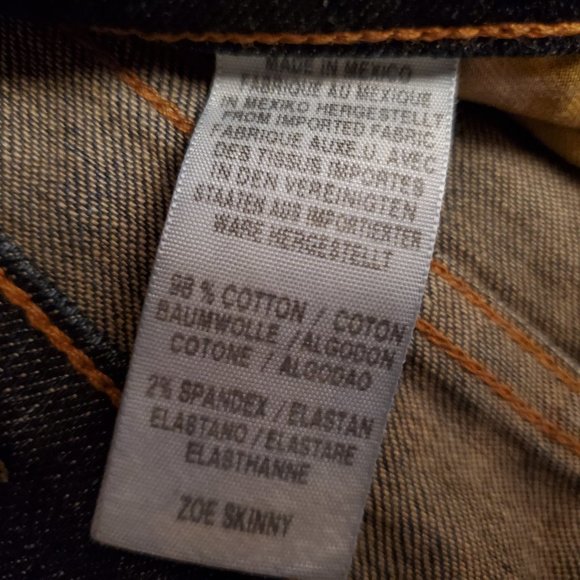 MADE IN MEXICO
FABRIQUE AU MEXIQUE
IN MEXIKO HERGESTELLT
FROM IMPORTED FABRIC
FABRIQUE AUXE.U. AVEC
DES TISSUS IMPORTES
IN DEN VEREINIGTEN
STAATEN AUS IMPORTIERTER
WARE HERGESTELLT
98 % COTTON / COTON
BAUMWOLLE / ALGODON
COTONE / ALGODAO
2% SPANDEX / ELASTAN
ELASTANO / ELASTARE
ELASTHANNE
ZOE SKINNY